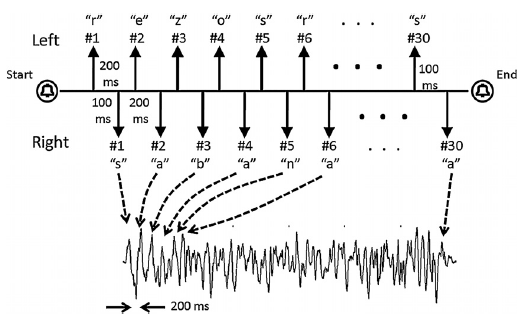 "r" "e" "z" "o" "s" "r" . . . "s"
Left #1 #2 #3 #4 #5 #6 #30
Start 200 ms 100 ms End
100 ms 200 ms
Right #1 #2 #3 #4 #5 #6 . . . #30
"s" "a" "b" "a" "n" "a" "a"
200 ms